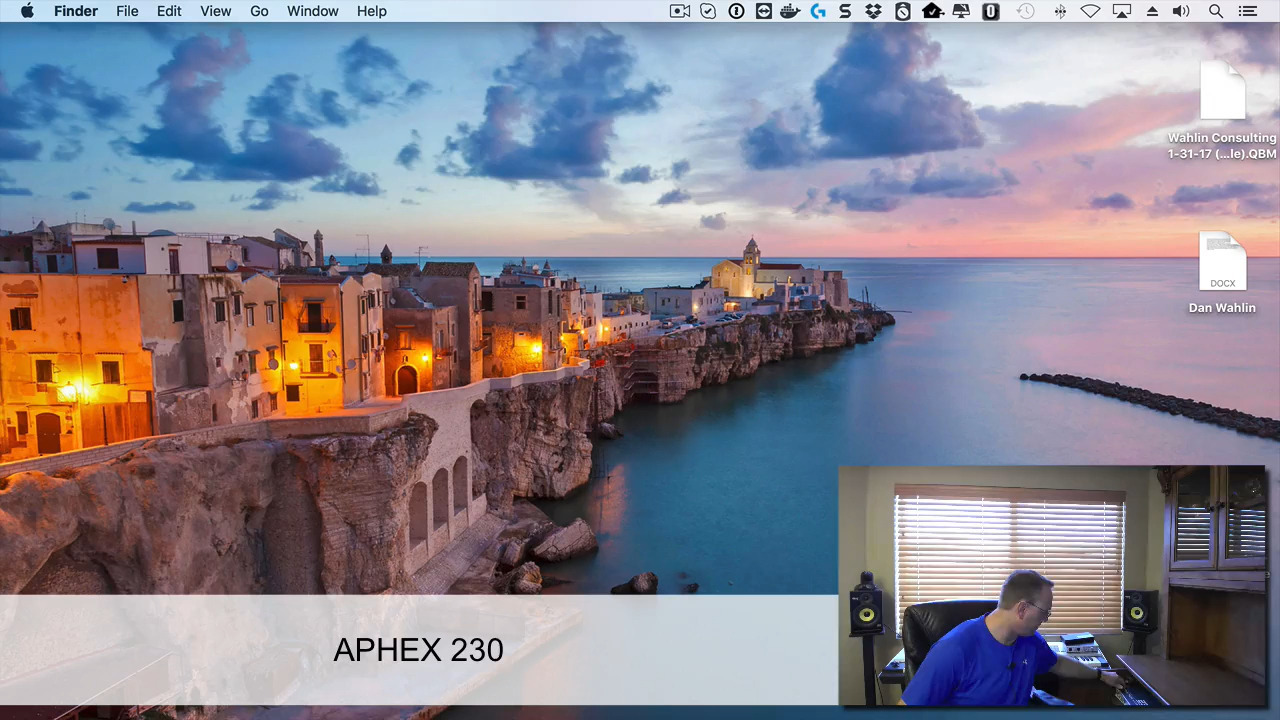 Finder File Edit View Go Window Help
Wahlin Consulting
1-31-17 (...le).QBM
DOCX
Dan Wahlin
APHEX 230